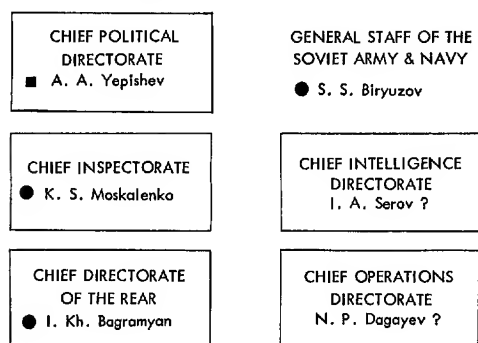 CHIEF POLITICAL
DIRECTORATE
A. A. Yepishev
GENERAL STAFF OF THE
SOVIET ARMY & NAVY
S. S. Biryuzov
CHIEF INSPECTORATE
K. S. Moskalenko
CHIEF INTELLIGENCE
DIRECTORATE
I. A. Serov ?
CHIEF DIRECTORATE
OF THE REAR
I. Kh. Bagramyan
CHIEF OPERATIONS
DIRECTORATE
N. P. Dagayev ?